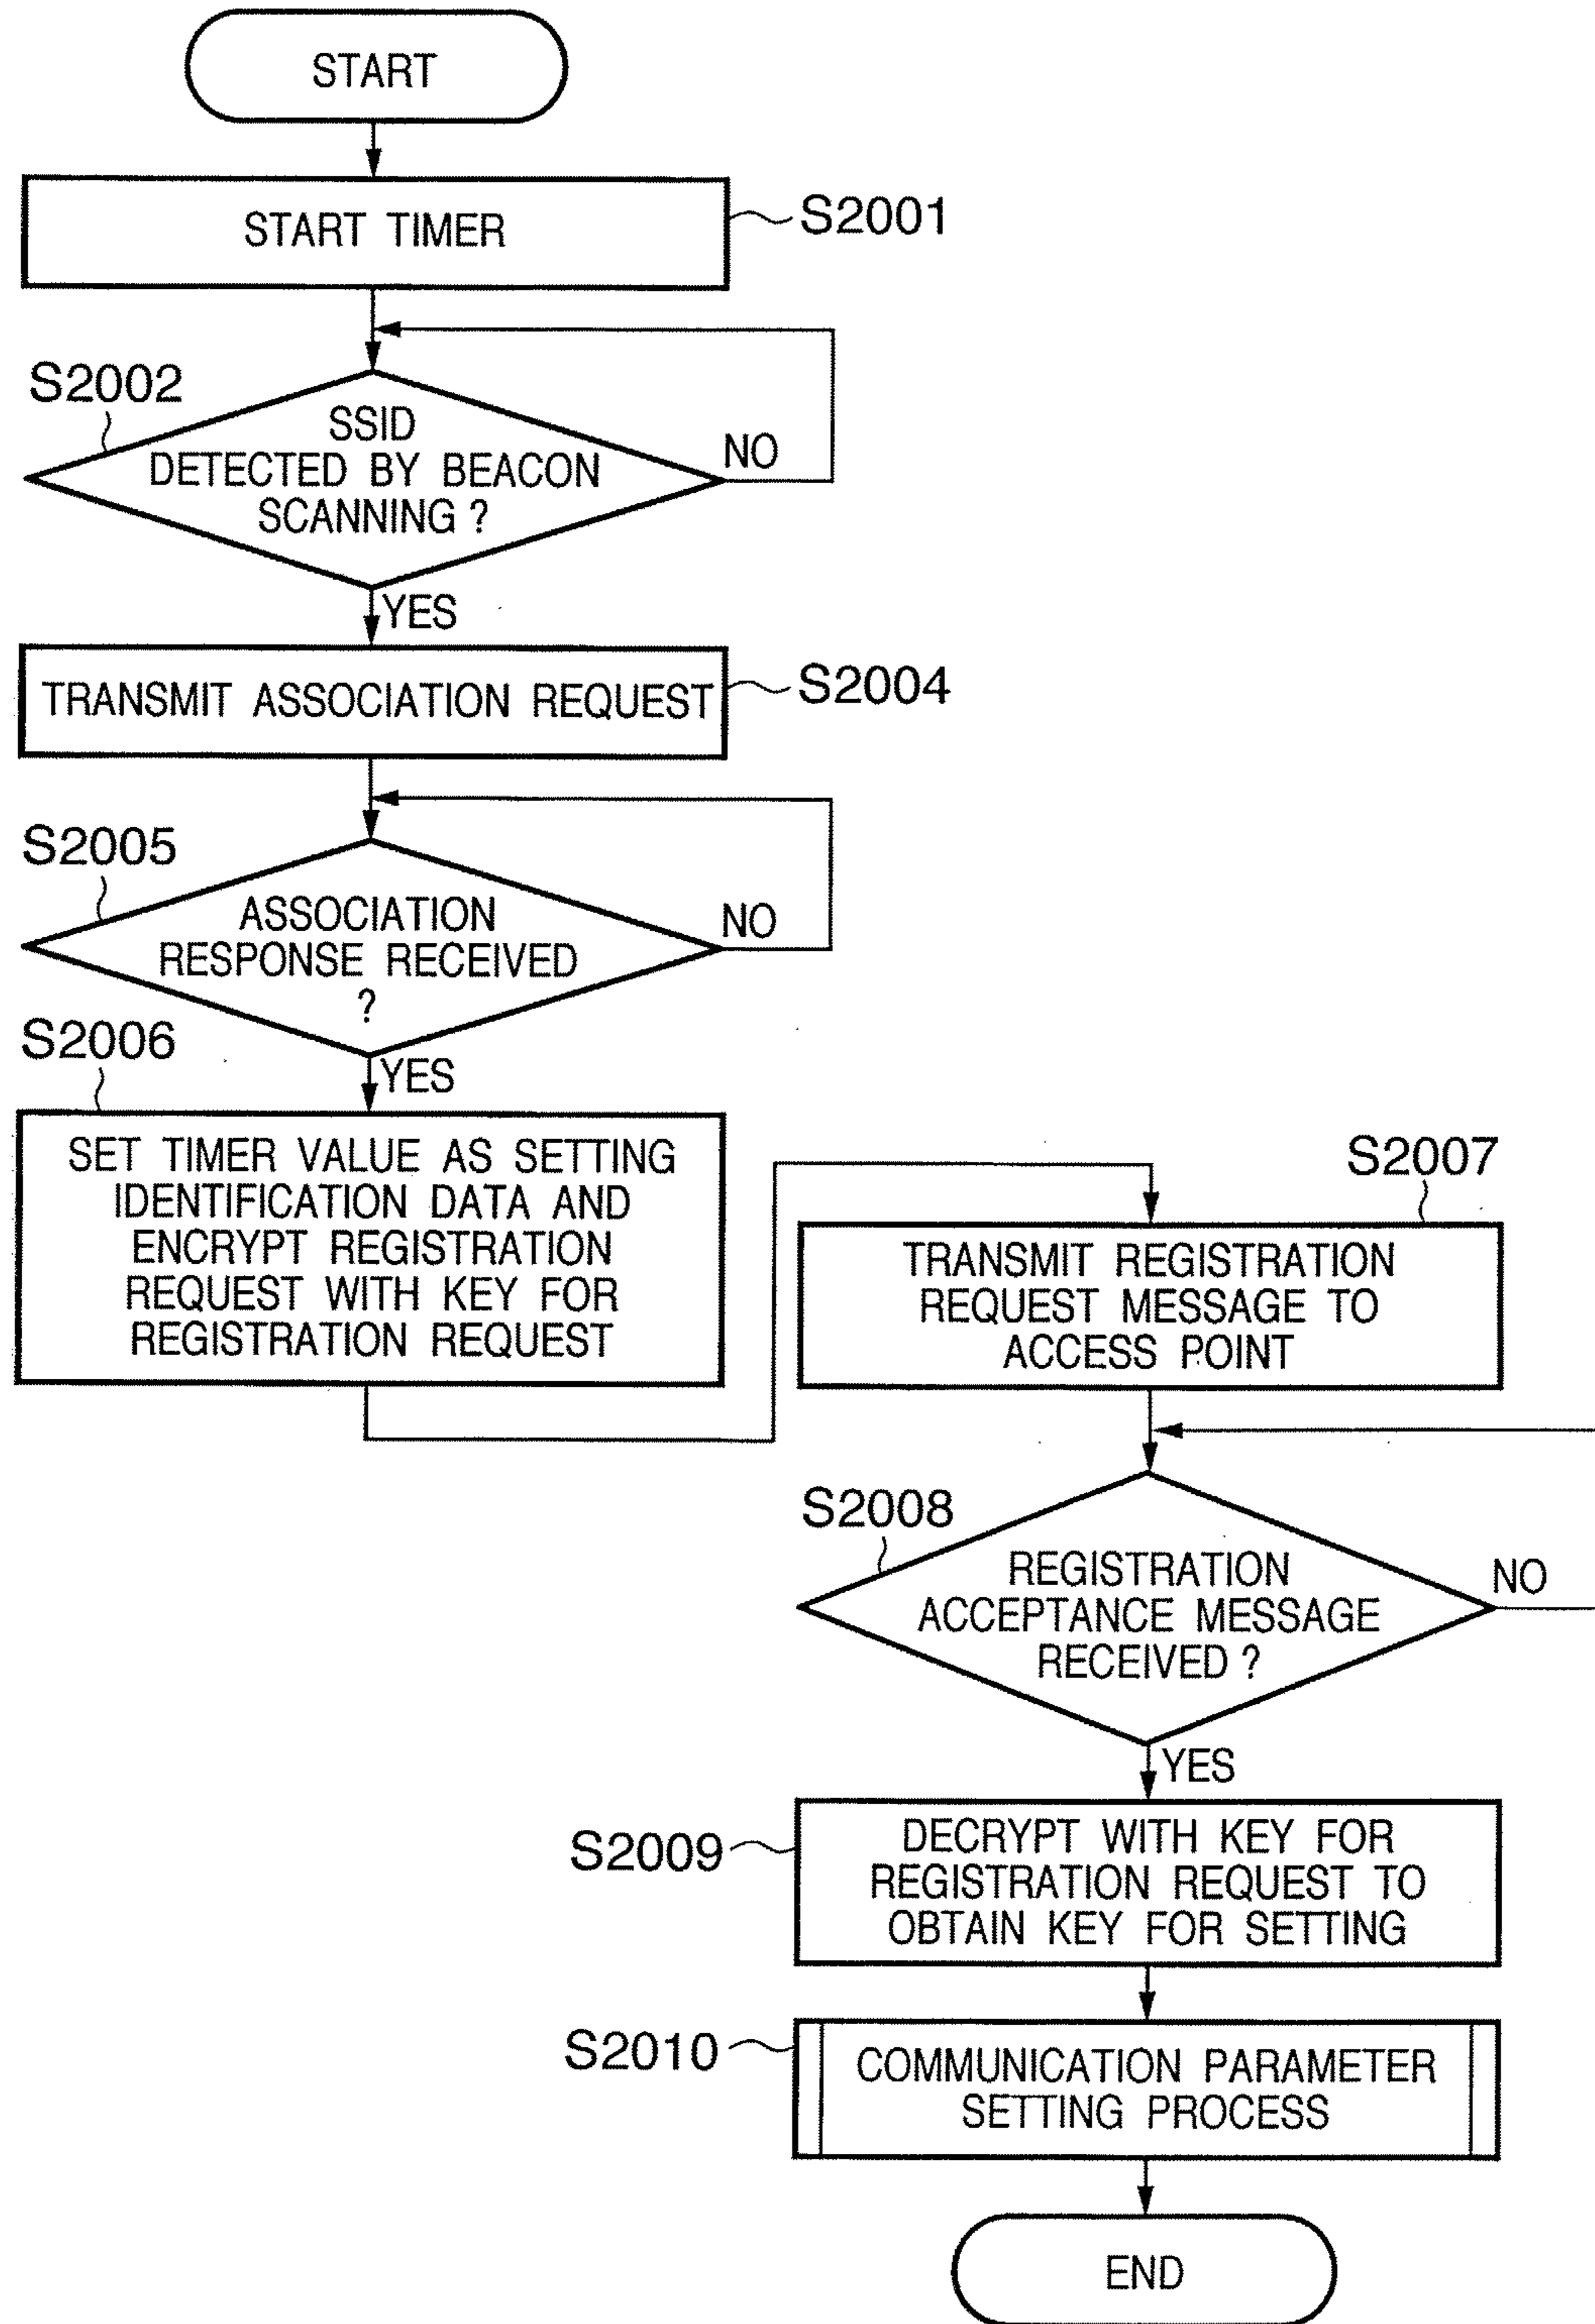 START
START TIMER
S2001
S2002
SSID
DETECTED BY BEACON
SCANNING ?
NO
YES
TRANSMIT ASSOCIATION REQUEST
S2004
S2005
ASSOCIATION
RESPONSE RECEIVED
?
NO
YES
S2006
SET TIMER VALUE AS SETTING
IDENTIFICATION DATA AND
ENCRYPT REGISTRATION
REQUEST WITH KEY FOR
REGISTRATION REQUEST
S2007
TRANSMIT REGISTRATION
REQUEST MESSAGE TO
ACCESS POINT
S2008
REGISTRATION
ACCEPTANCE MESSAGE
RECEIVED ?
NO
YES
S2009
DECRYPT WITH KEY FOR
REGISTRATION REQUEST TO
OBTAIN KEY FOR SETTING
S2010
COMMUNICATION PARAMETER
SETTING PROCESS
END